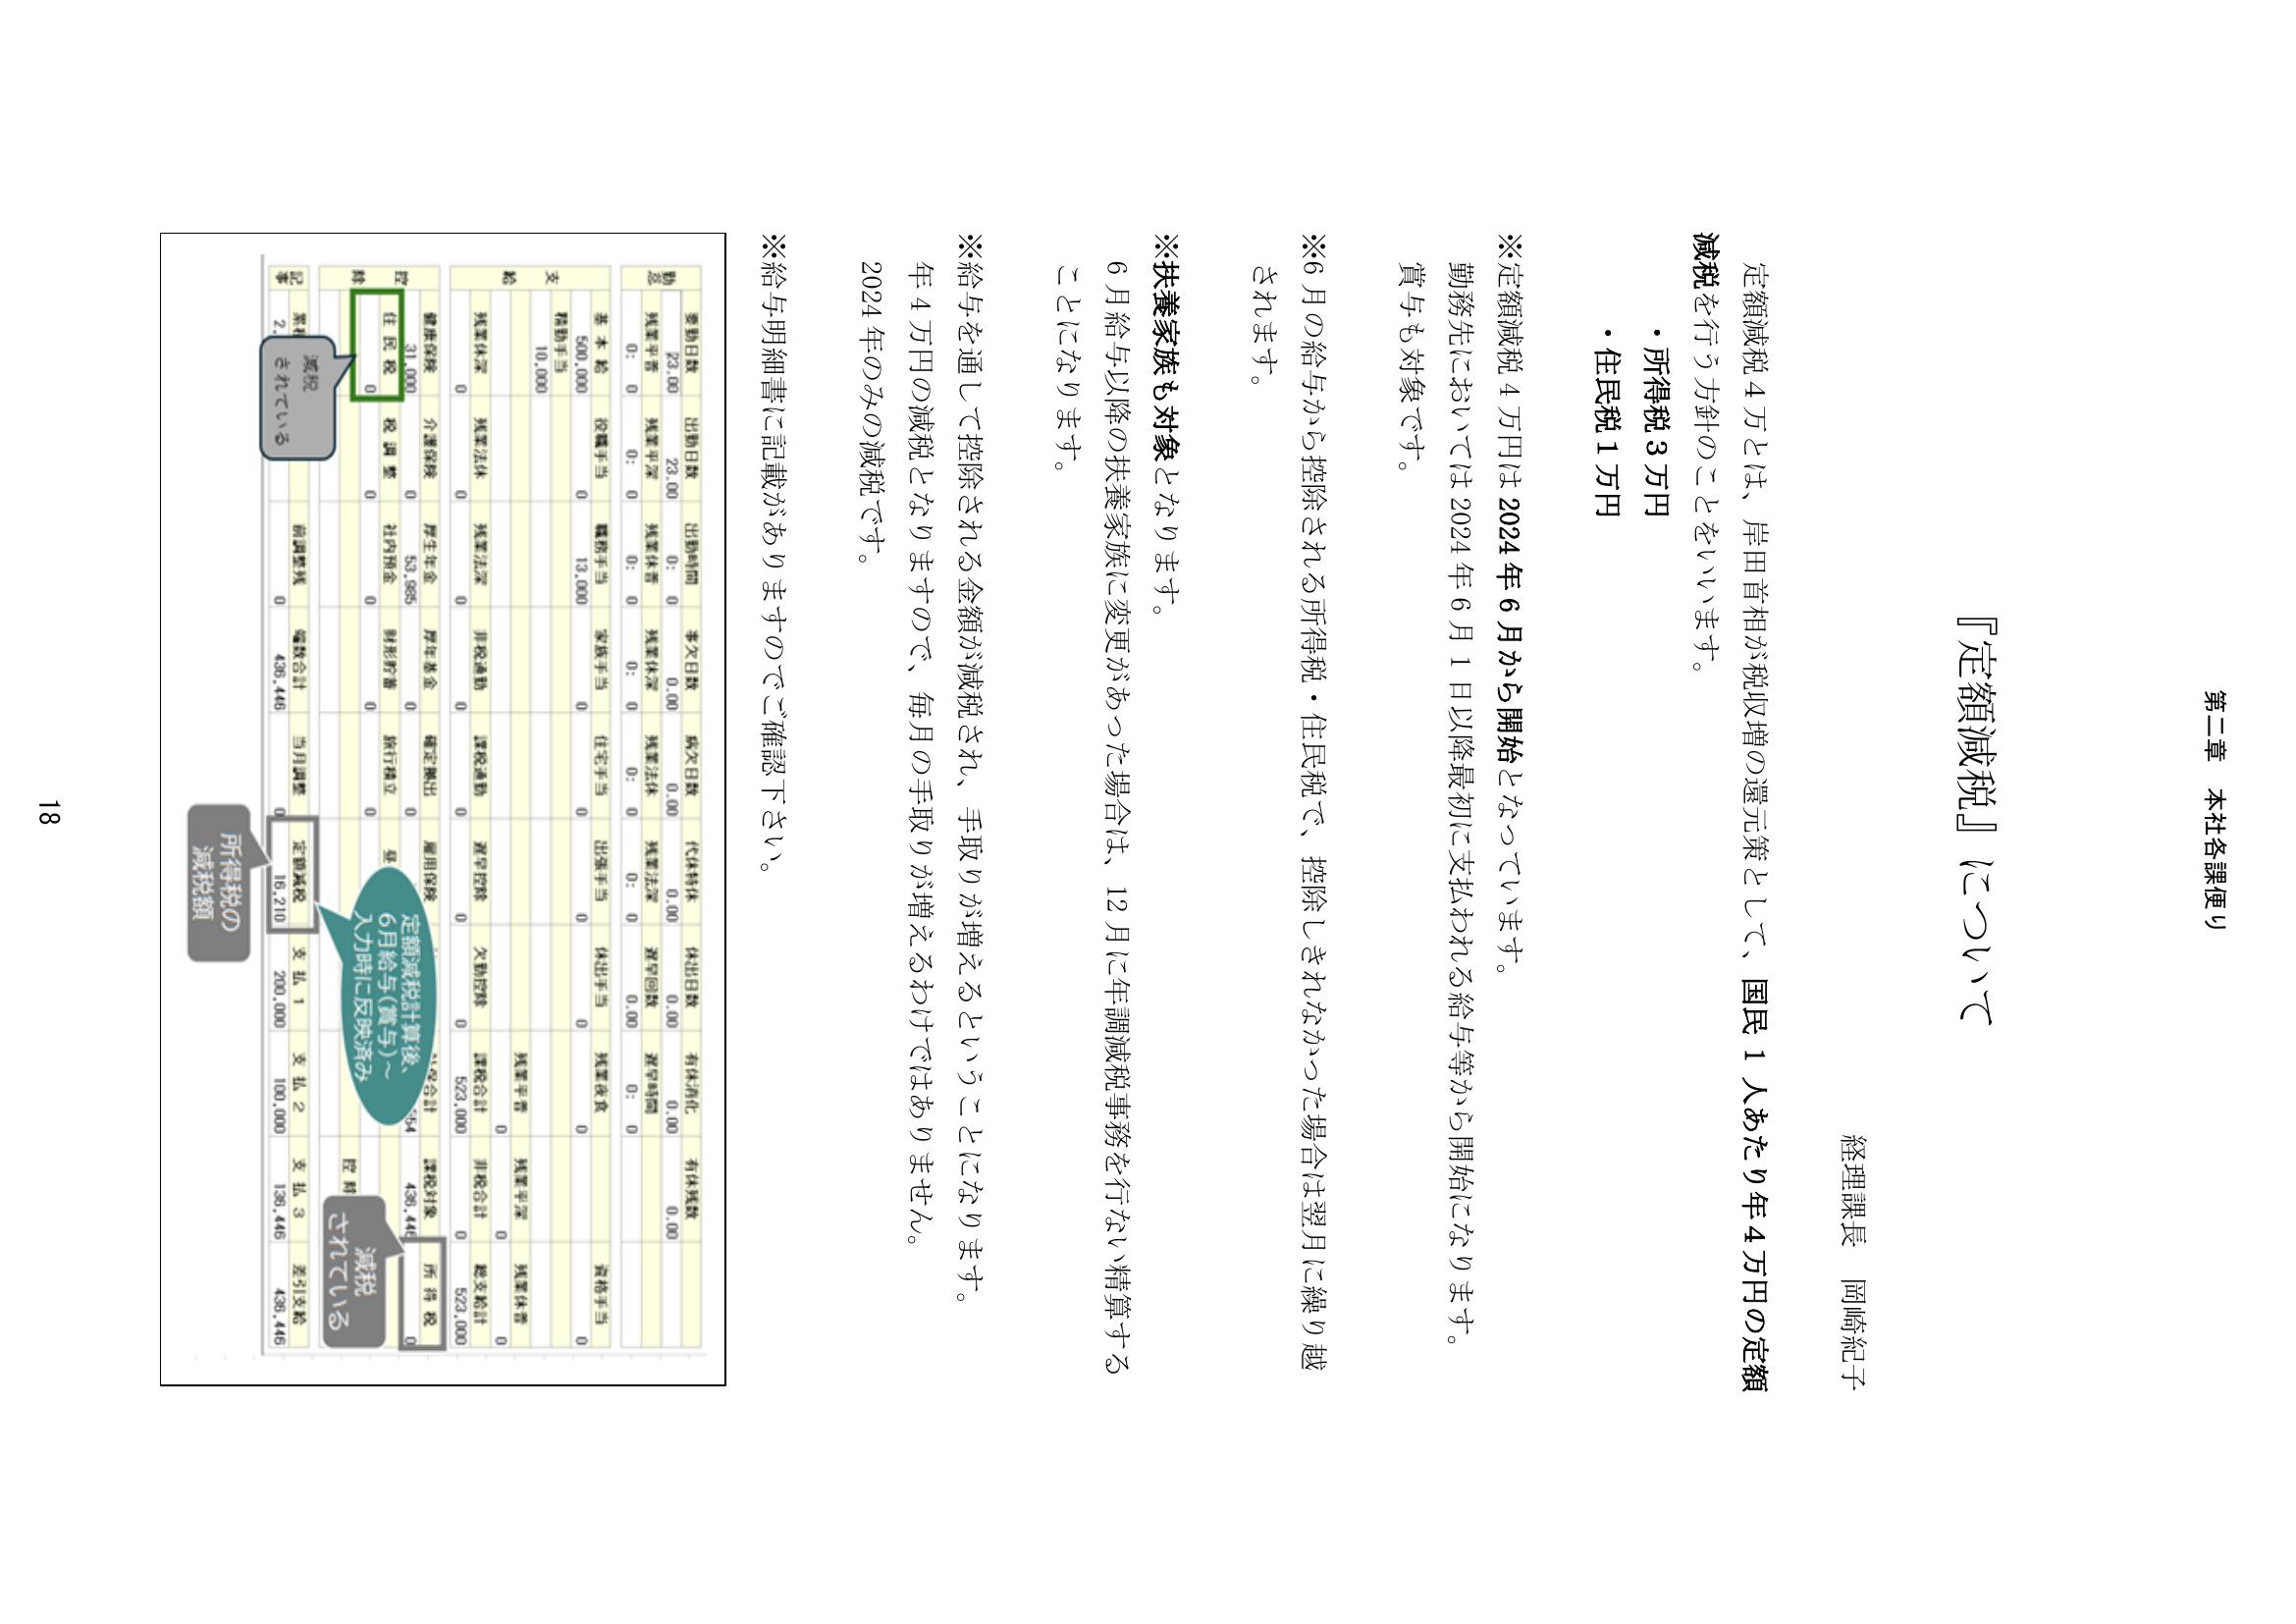 第二章　本社各課便り
『定額減税』について
経理課長　岡崎紀子
定額減税４万とは、岸田首相が税収増の還元策として、国民 1 人あたり年４万円の定額
減税を行う方針のことをいいます。
・所得税３万円
・住民税１万円
※定額減税４万円は 2024 年 6 月から開始となっています。
勤務先においては 2024 年 6 月 1 日以降最初に支払われる給与等から開始になります。
賞与も対象です。
※6 月の給与から控除される所得税・住民税で、控除しきれなかった場合は翌月に繰り越
されます。
※扶養家族も対象となります。
6 月給与以降の扶養家族に変更があった場合は、12 月に年調減税事務を行ない精算する
ことになります。
※給与を通して控除される金額が減税され、手取りが増えるということになります。
年４万円の減税となりますので、毎月の手取りが増えるわけではありません。
2024 年のみの減税です。
※給与明細書に記載がありますのでご確認下さい。
勤怠
要勤日数 出勤日数 出勤時間 事欠日数 病欠日数 代休特休 休出日数 有休消化 有休残数
23.00 23.00 0: 0 0.00 0.00 0.00 0.00 0.00 0.00
残業平普 残業平深 残業休普 残業休深 残業法休 残業法深 遅早回数 遅早時間
0: 0 0: 0 0: 0 0: 0 0: 0 0: 0 0.00 0: 0
支給
基 本 給 役職手当 職務手当 家族手当 住宅手当 出張手当 休出手当 残業夜食 資格手当
500,000 0 13,000 0 0 0 0 0 0
精勤手当
10,000
残業平普 残業平深 残業休普
0 0 0
残業休深 残業法休 残業法深 非税通勤 課税通勤 遅早控除 欠勤控除 課税合計 非税合計 総支給計
0 0 0 0 0 0 0 523,000 0 523,000
控除
健康保険 介護保険 厚生年金 厚年基金 確定拠出 雇用保険 合計 課税対象 所 得 税
31,000 0 53,985 0 0 554 436,446 0
住 民 税 税 調 整 社内預金 財形貯蓄 旅行積立 昼
0 0 0 0 0
控 除
定額減税計算後、
6月給与(賞与)～
入力時に反映済み
減税
されている
減税
されている
記事
累 前調整残 端数合計 当月調整 定額減税 支 払 1 支 払 2 支 払 3 差引支給
2, 0 436,446 0 16,210 200,000 100,000 136,446 436,446
所得税の
減税額
18